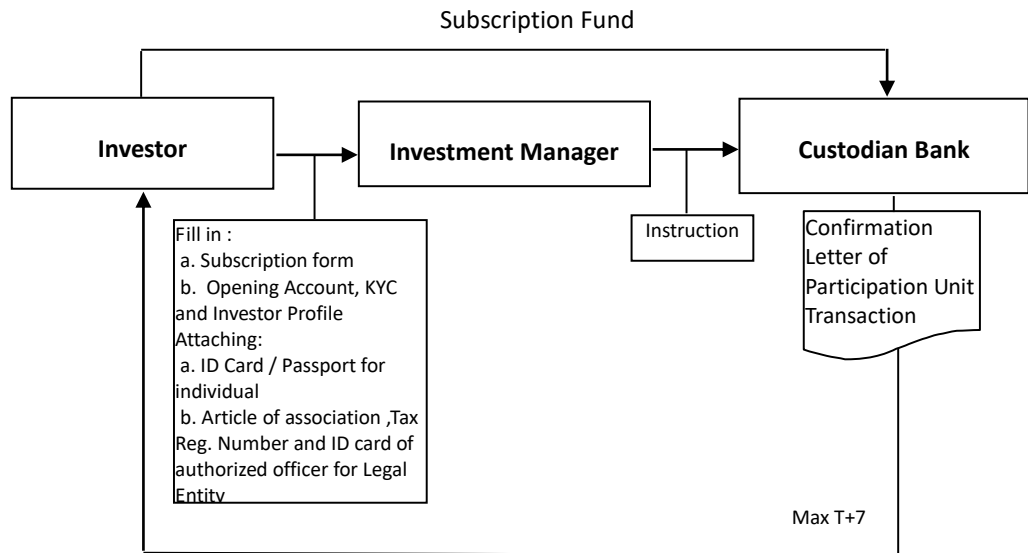 Subscription Fund
Investor
Investment Manager
Custodian Bank
Fill in :
a. Subscription form
b. Opening Account, KYC
and Investor Profile
Attaching:
a. ID Card / Passport for
individual
b. Article of association ,Tax
Reg. Number and ID card of
authorized officer for Legal
Entity
Instruction
Confirmation
Letter of
Participation Unit
Transaction
Max T+7